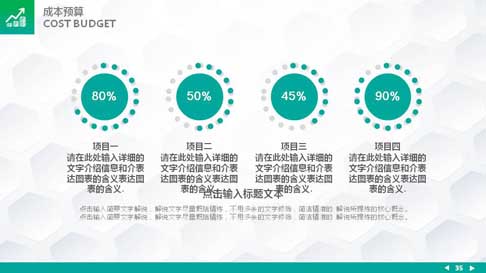 成本预算
COST BUDGET
80%
50%
45%
90%
项目一
请在此处输入详细的
文字介绍信息和介表
达图表的含义表达图
表的含义.
项目二
请在此处输入详细的
文字介绍信息和介表
达图表的含义表达图
表的含义.
项目三
请在此处输入详细的
文字介绍信息和介表
达图表的含义表达图
表的含义.
项目四
请在此处输入详细的
文字介绍信息和介表
达图表的含义表达图
表的含义.
点击输入标题文本
点击输入简要文字解说，解说文字尽量概括精炼，不用多余的文字修饰，简洁精准的 解说所提炼的核心概念。
点击输入简要文字解说，解说文字尽量概括精炼，不用多余的文字修饰，简洁精准的 解说所提炼的核心概念。
35